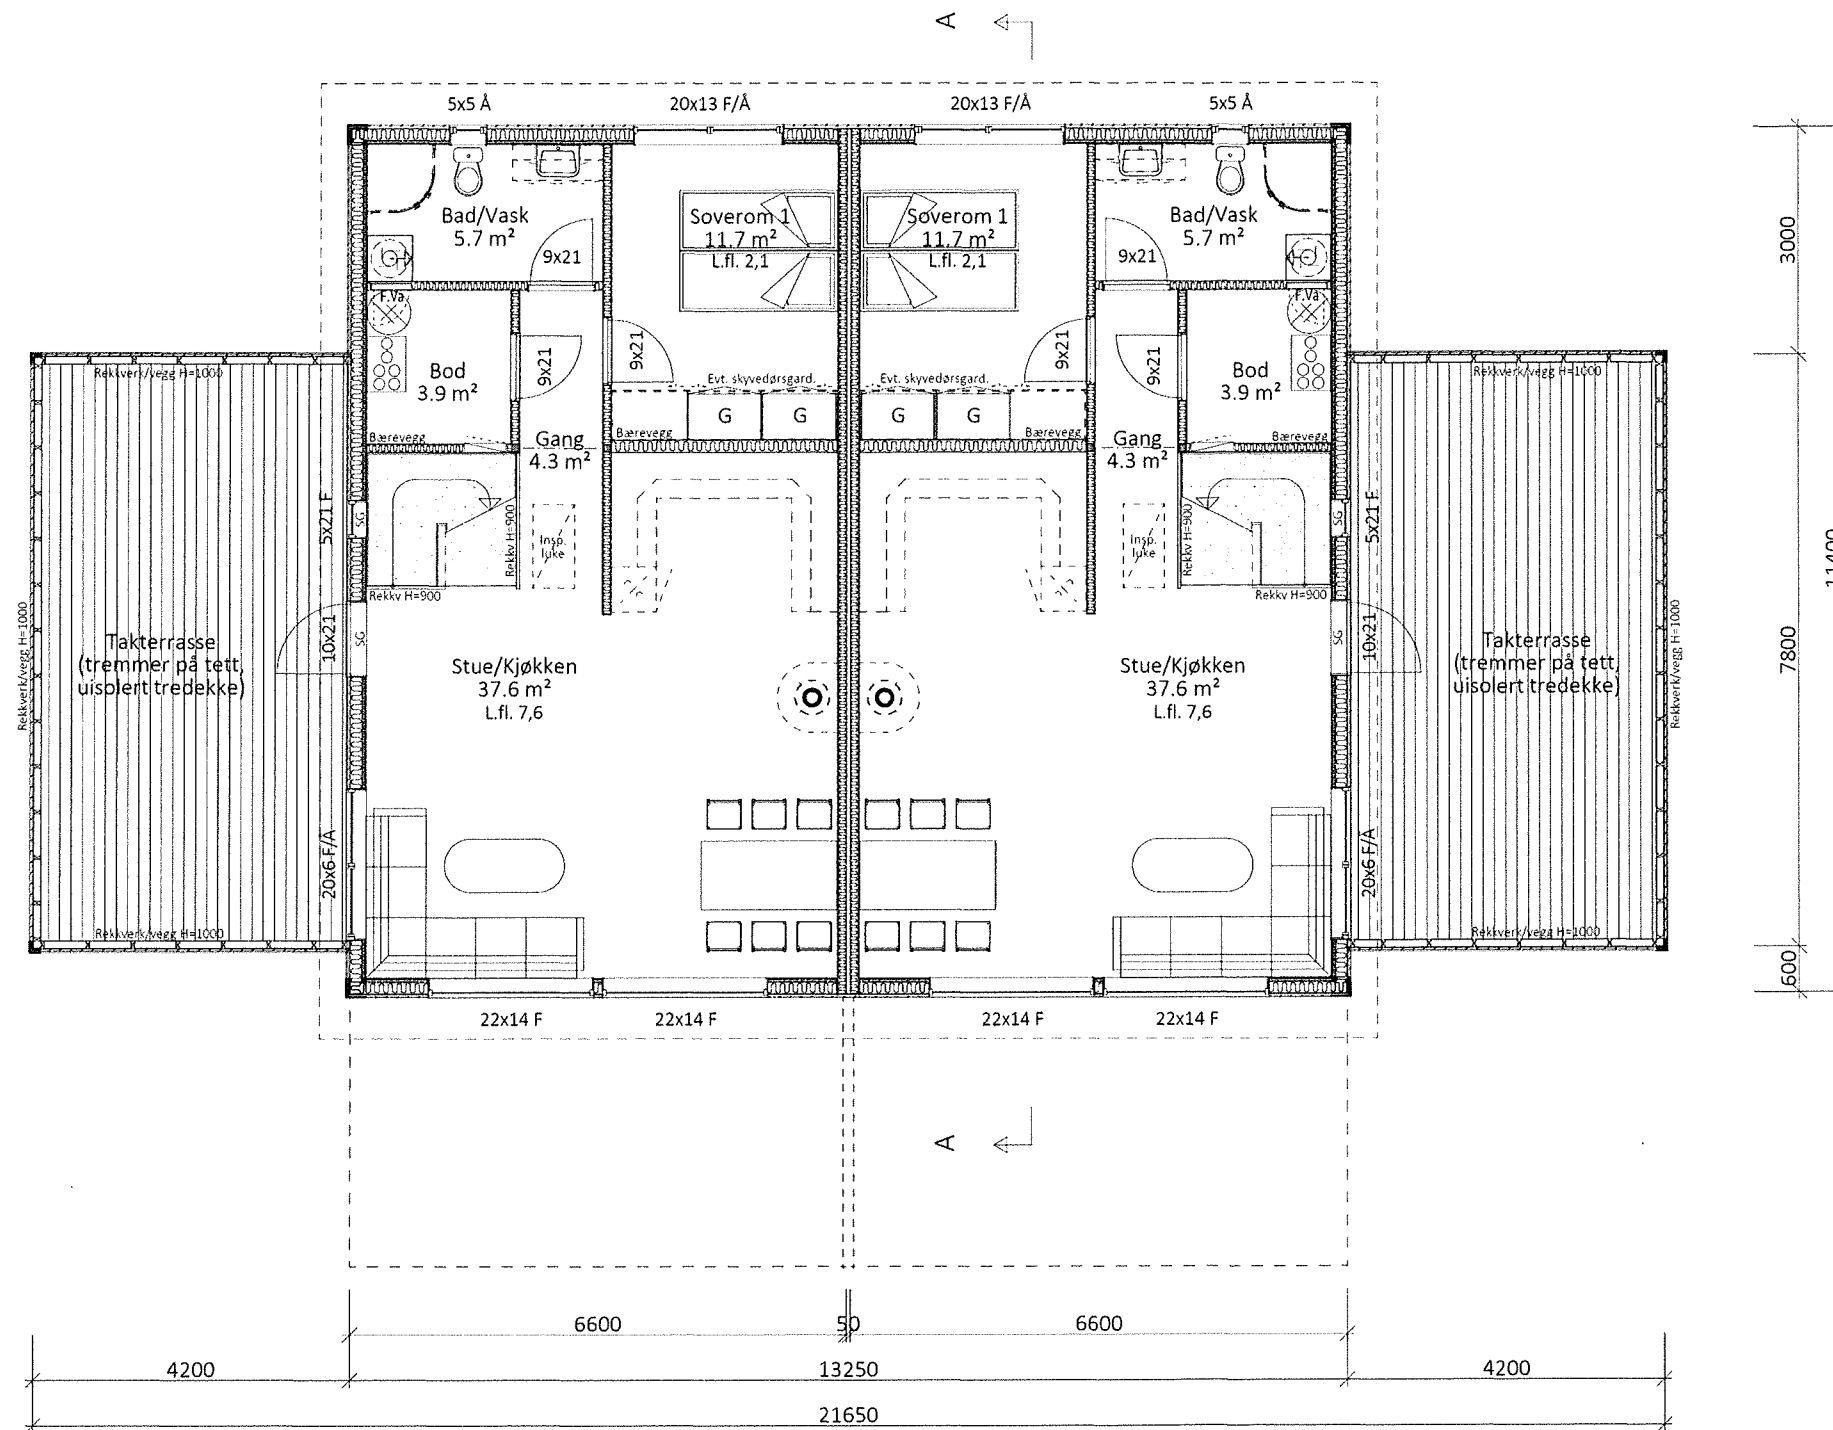 A
5x5 Å
20x13 F/Å
20x13 F/Å
5x5 Å
Bad/Vask
5.7 m²
9x21
Soverom 1
11.7 m²
L.fl. 2,1
Soverom 1
11.7 m²
L.fl. 2,1
Bad/Vask
5.7 m²
9x21
3000
F.Va
F.Va
9x21
9x21
9x21
9x21
Rekkverk/vegg H=1000
Bod
3.9 m²
Evt. skyvedørsgard.
Evt. skyvedørsgard.
Bod
3.9 m²
Rekkverk/vegg H=1000
G
G
G
G
Bærevegg
Gang
4.3 m²
Bærevegg
Bærevegg
Gang
4.3 m²
Bærevegg
5x21 F
SG
Rekkv H=900
Insp.
luke
Insp.
luke
Rekkv H=900
SG
5x21 F
11400
Rekkv H=900
Rekkv H=900
Rekkverk/vegg H=1000
Takterrasse
(tremmer på tett,
uisolert tredekke)
10x21
SG
Stue/Kjøkken
37.6 m²
L.fl. 7,6
Stue/Kjøkken
37.6 m²
L.fl. 7,6
SG
10x21
Takterrasse
(tremmer på tett,
uisolert tredekke)
Rekkverk/vegg H=1000
7800
20x6 F/Å
20x6 F/Å
Rekkverk/vegg H=1000
Rekkverk/vegg H=1000
600
22x14 F
22x14 F
22x14 F
22x14 F
A
6600
50
6600
4200
13250
4200
21650